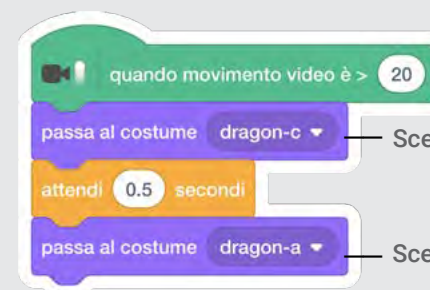 quando movimento video è > 20
passa al costume dragon-c
Sce
attendi 0.5 secondi
passa al costume dragon-a
Sce